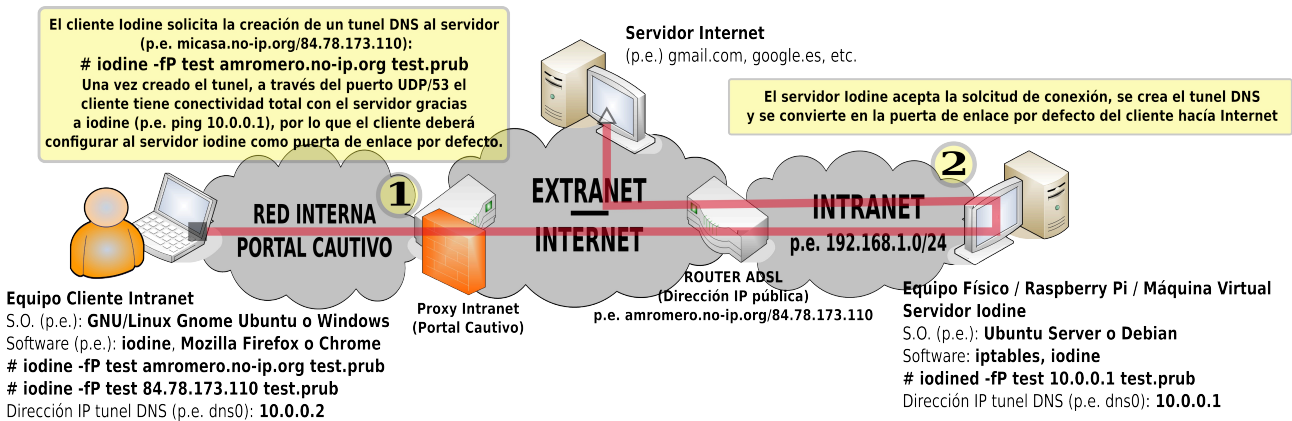 El cliente Iodine solicita la creación de un tunel DNS al servidor
(p.e. micasa.no-ip.org/84.78.173.110):
# iodine -fP test amromero.no-ip.org test.prub
Una vez creado el tunel, a través del puerto UDP/53 el
cliente tiene conectividad total con el servidor gracias
a iodine (p.e. ping 10.0.0.1), por lo que el cliente deberá
configurar al servidor iodine como puerta de enlace por defecto.
Servidor Internet
(p.e.) gmail.com, google.es, etc.
El servidor Iodine acepta la solcitud de conexión, se crea el tunel DNS
y se convierte en la puerta de enlace por defecto del cliente hacía Internet
1
2
RED INTERNA
PORTAL CAUTIVO
EXTRANET
INTERNET
INTRANET
p.e. 192.168.1.0/24
Proxy Intranet
(Portal Cautivo)
ROUTER ADSL
(Dirección IP pública)
p.e. amromero.no-ip.org/84.78.173.110
Equipo Cliente Intranet
S.O. (p.e.): GNU/Linux Gnome Ubuntu o Windows
Software (p.e.): iodine, Mozilla Firefox o Chrome
# iodine -fP test amromero.no-ip.org test.prub
# iodine -fP test 84.78.173.110 test.prub
Dirección IP tunel DNS (p.e. dns0): 10.0.0.2
Equipo Físico / Raspberry Pi / Máquina Virtual
Servidor Iodine
S.O. (p.e.): Ubuntu Server o Debian
Software: iptables, iodine
# iodined -fP test 10.0.0.1 test.prub
Dirección IP tunel DNS (p.e. dns0): 10.0.0.1